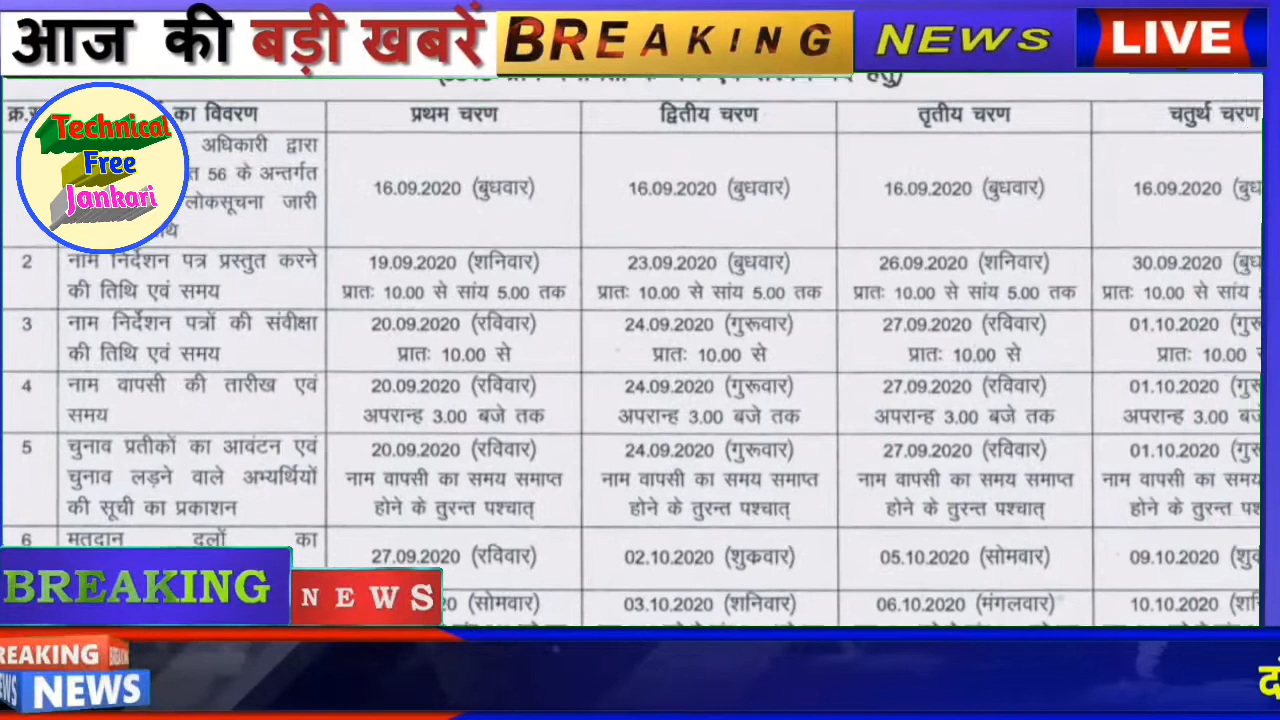 आज की बड़ी खबरें BREAKING NEWS LIVE
का विवरण प्रथम चरण द्वितीय चरण तृतीय चरण चतुर्थ चरण
Technical
Free
Jankari
अधिकारी द्वारा
56 के अन्तर्गत
लोकसूचना जारी
16.09.2020 (बुधवार) 16.09.2020 (बुधवार) 16.09.2020 (बुधवार) 16.09.2020
2 नाम निर्देशन पत्र प्रस्तुत करने 19.09.2020 (शनिवार) 23.09.2020 (बुधवार) 26.09.2020 (शनिवार) 30.09.2020
की तिथि एवं समय प्रातः 10.00 से सांय 5.00 तक प्रातः 10.00 से सांय 5.00 तक प्रातः 10.00 से सांय 5.00 तक प्रातः 10.00 से सांय
3 नाम निर्देशन पत्रों की संवीक्षा 20.09.2020 (रविवार) 24.09.2020 (गुरूवार) 27.09.2020 (रविवार) 01.10.2020
की तिथि एवं समय प्रातः 10.00 से प्रातः 10.00 से प्रातः 10.00 से प्रातः 10.00
4 नाम वापसी की तारीख एवं 20.09.2020 (रविवार) 24.09.2020 (गुरूवार) 27.09.2020 (रविवार) 01.10.2020
समय अपरान्ह 3.00 बजे तक अपरान्ह 3.00 बजे तक अपरान्ह 3.00 बजे तक अपरान्ह 3.00 बजे
5 चुनाव प्रतीकों का आवंटन एवं 20.09.2020 (रविवार) 24.09.2020 (गुरूवार) 27.09.2020 (रविवार) 01.10.2020
चुनाव लड़ने वाले अभ्यर्थियों नाम वापसी का समय समाप्त नाम वापसी का समय समाप्त नाम वापसी का समय समाप्त नाम वापसी का समय
की सूची का प्रकाशन होने के तुरन्त पश्चात् होने के तुरन्त पश्चात् होने के तुरन्त पश्चात् होने के तुरन्त
6 मतदान दलों का
27.09.2020 (रविवार) 02.10.2020 (शुकवार) 05.10.2020 (सोमवार) 09.10.2020
(सोमवार) 03.10.2020 (शनिवार) 06.10.2020 (मंगलवार) 10.10.2020
BREAKING NEWS
BREAKING
NEWS